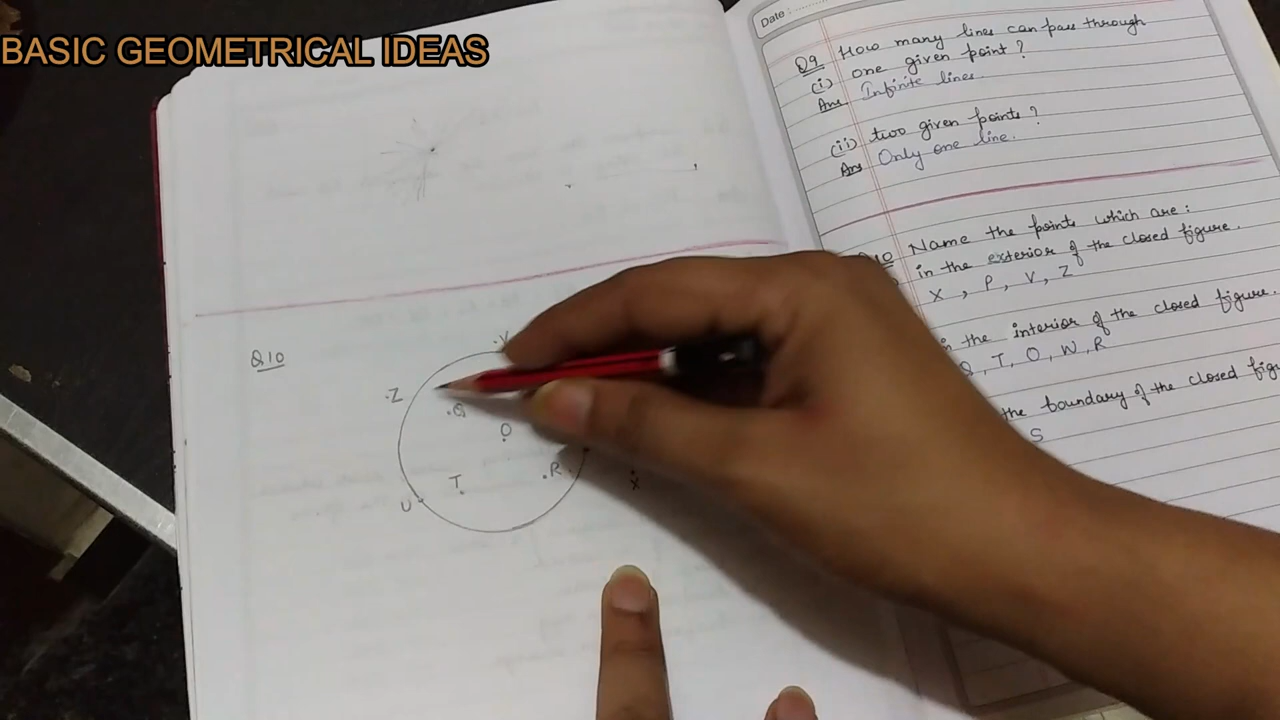 BASIC GEOMETRICAL IDEAS
Date :
Q9 How many lines can pass through
(i) one given point?
Ans Infinite lines.
(ii) two given points?
Ans Only one line.
Name the points which are:
in the exterior of the closed figure.
X, P, V, Z
the interior of the closed figure.
Q, T, O, W, R
the boundary of the closed
S
Q10
Z
Q
O
T
R
U
X